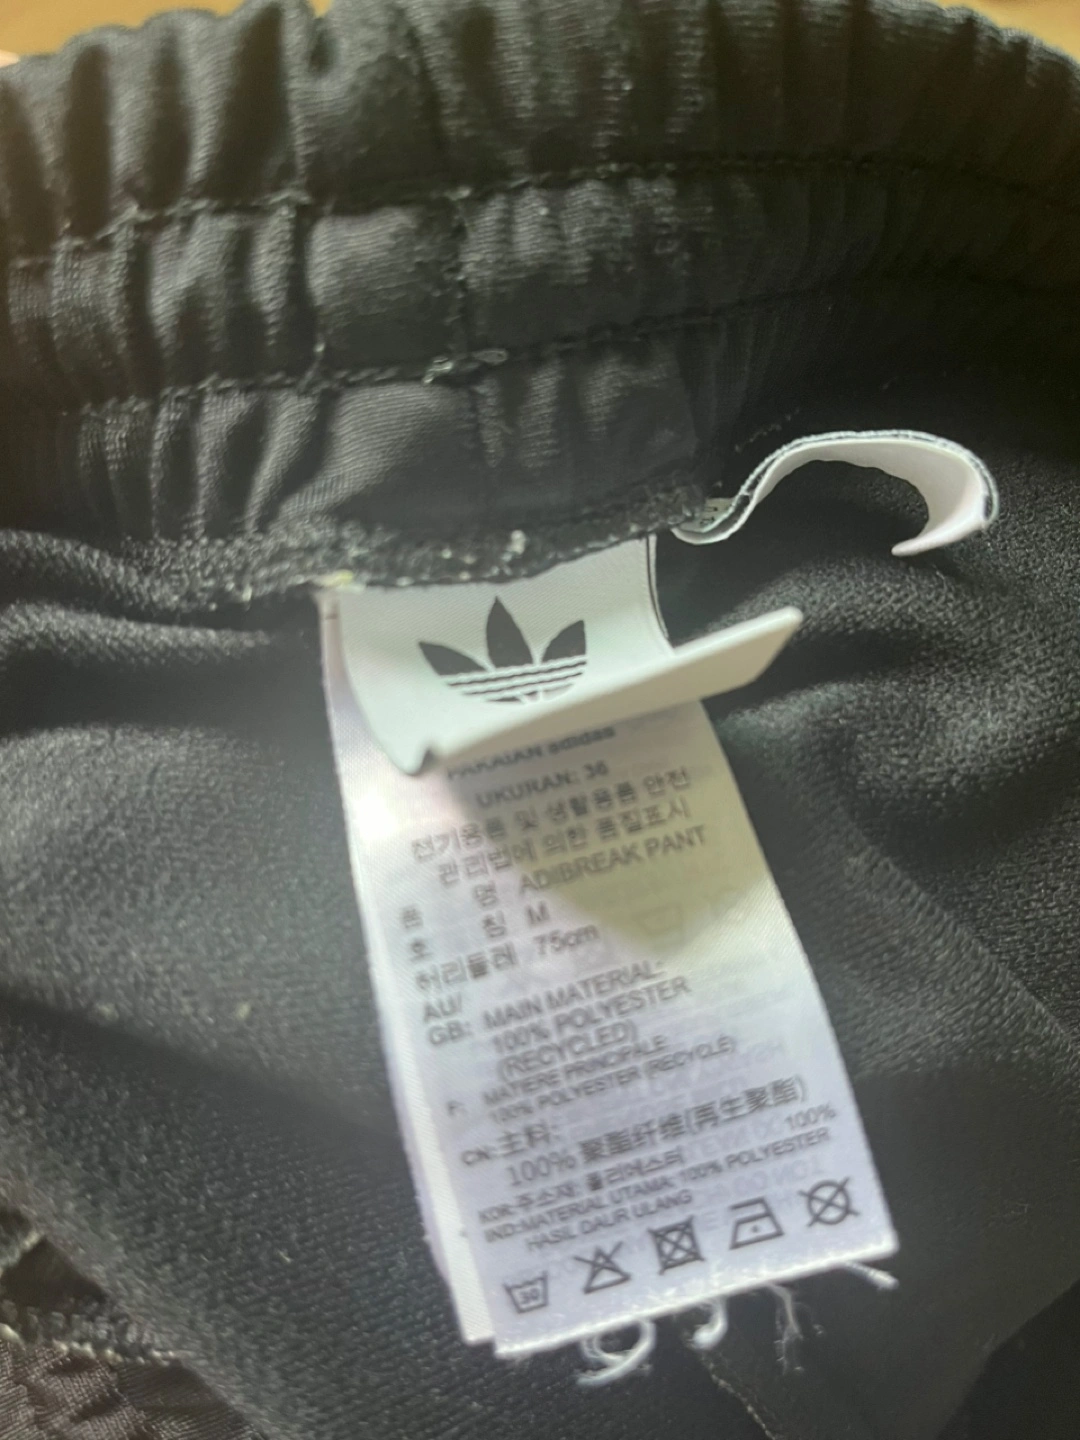 PAKAIAN adidas
UKURAN: 36
전기용품 및 생활용품 안전
관리법에 의한 품질표시
품 명 ADIBREAK PANT
호 칭 M
허리둘레 75cm
AU/
GB: MAIN MATERIAL:
100% POLYESTER
(RECYCLED)
F: MATIERE PRINCIPALE:
100% POLYESTER (RECYCLÉ)
CN: 主料:
100% 聚酯纤维(再生聚酯)
KOR: 주소재: 폴리에스터 100%
IND: MATERIAL UTAMA: 100% POLYESTER
HASIL DAUR ULANG
30